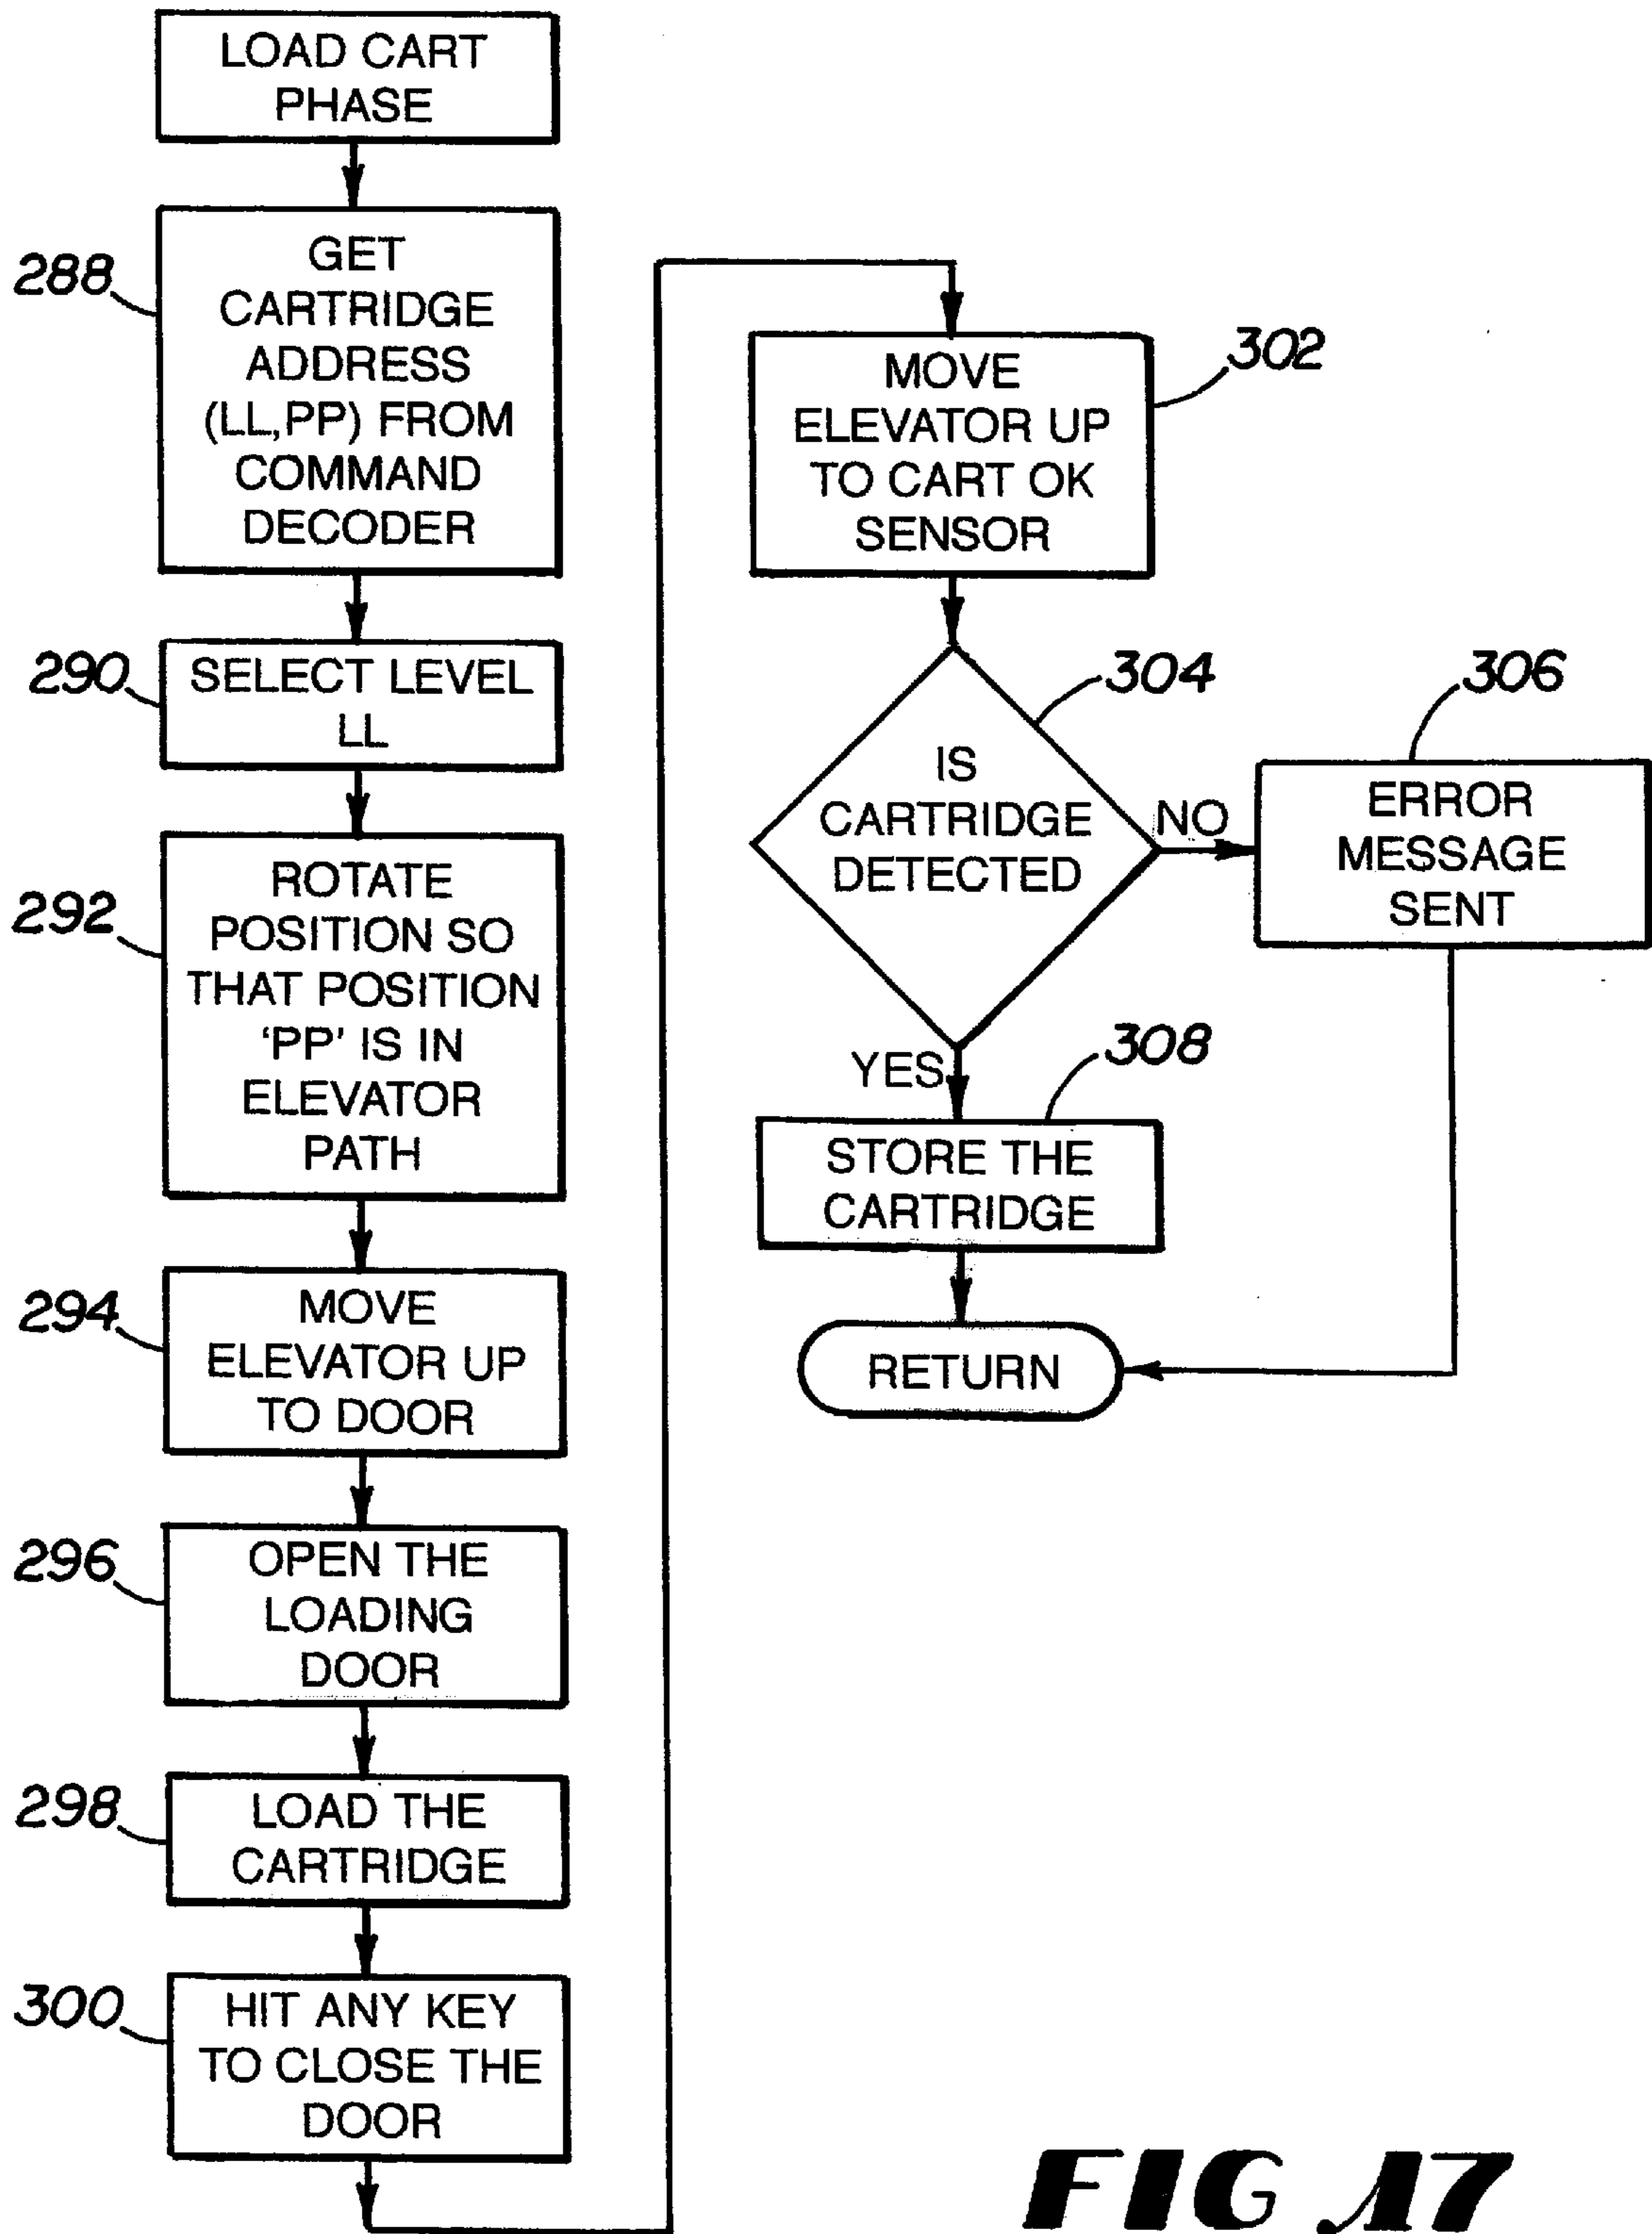 LOAD CART
PHASE
288
GET
CARTRIDGE
ADDRESS
(LL,PP) FROM
COMMAND
DECODER
290
SELECT LEVEL
LL
292
ROTATE
POSITION SO
THAT POSITION
‘PP’ IS IN
ELEVATOR
PATH
294
MOVE
ELEVATOR UP
TO DOOR
296
OPEN THE
LOADING
DOOR
298
LOAD THE
CARTRIDGE
300
HIT ANY KEY
TO CLOSE THE
DOOR
302
MOVE
ELEVATOR UP
TO CART OK
SENSOR
304
IS
CARTRIDGE
DETECTED
NO
306
ERROR
MESSAGE
SENT
YES
308
STORE THE
CARTRIDGE
RETURN
FIG 17